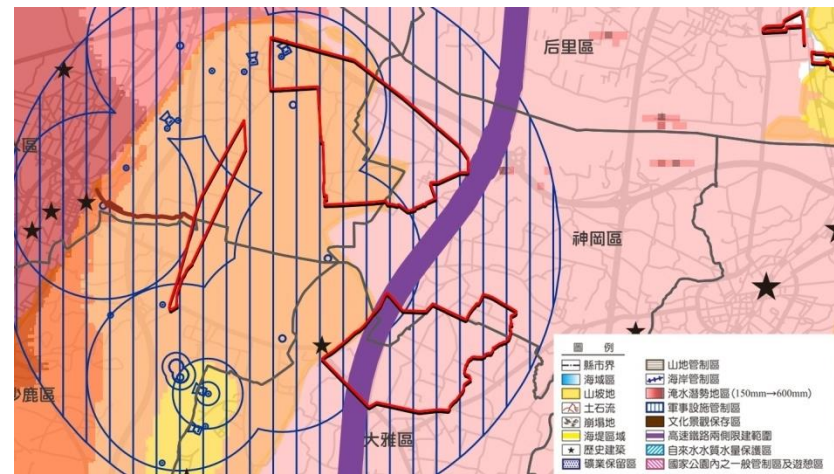 后里區
水區
神岡區
沙鹿區
大雅區
圖 例
縣市界
海域區
山坡地
土石流
崩塌地
海堤區域
歷史建築
礦業保留區
山地管制區
海岸管制區
淹水潛勢地區(150mm→600mm)
軍事設施管制區
文化景觀保存區
高速鐵路兩側限建範圍
自來水水質水量保護區
國家公園內之一般管制區及遊憩區